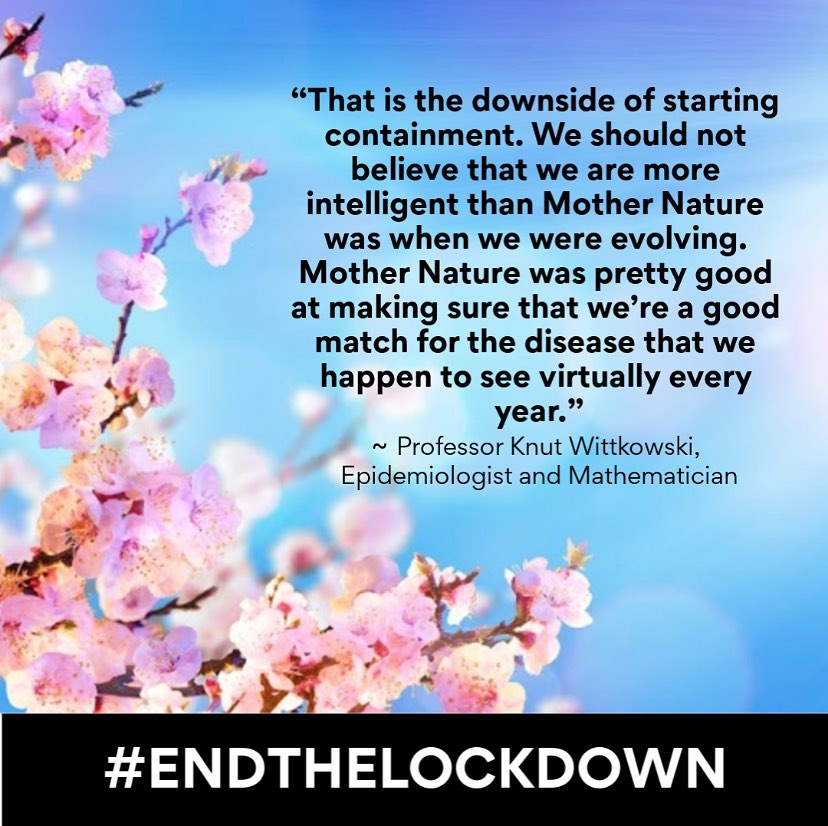 “That is the downside of starting
containment. We should not
believe that we are more
intelligent than Mother Nature
was when we were evolving.
Mother Nature was pretty good
at making sure that we’re a good
match for the disease that we
happen to see virtually every
year.”
~ Professor Knut Wittkowski,
Epidemiologist and Mathematician
#ENDTHELOCKDOWN